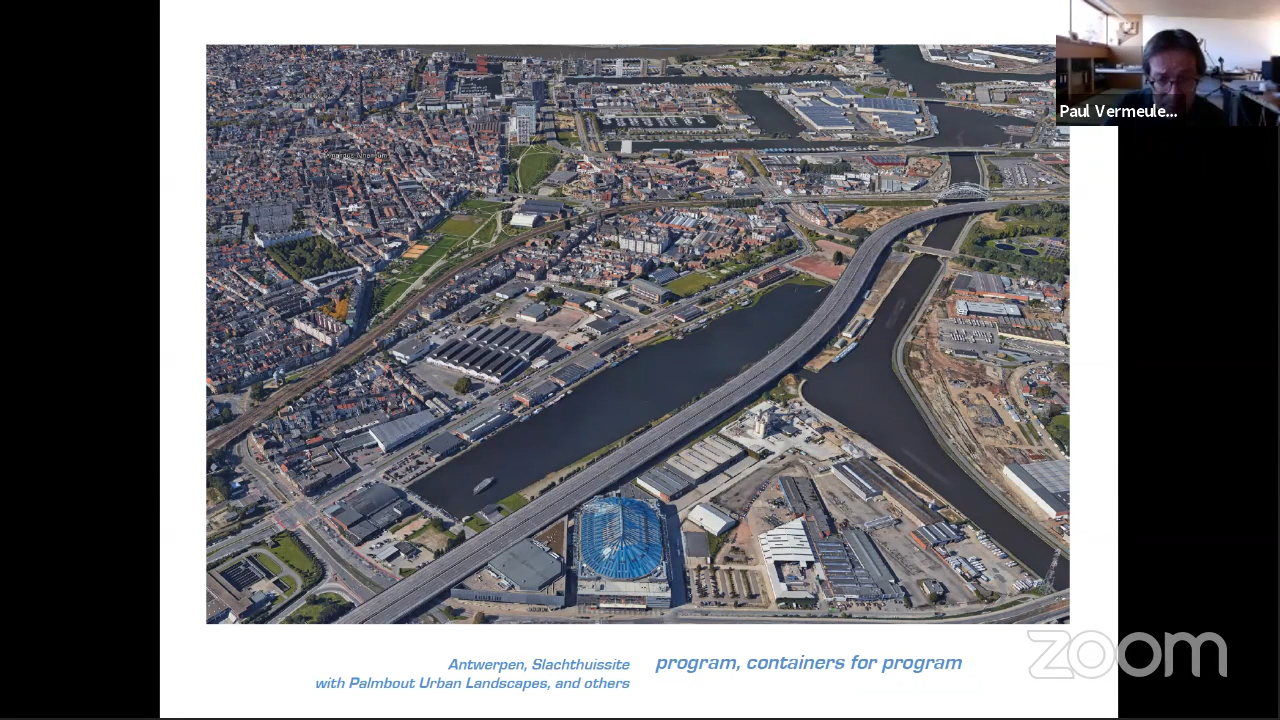 Paul Vermeule...
Antwerpen, Slachthuissite
with Palmbout Urban Landscapes, and others
program, containers for program
zoom